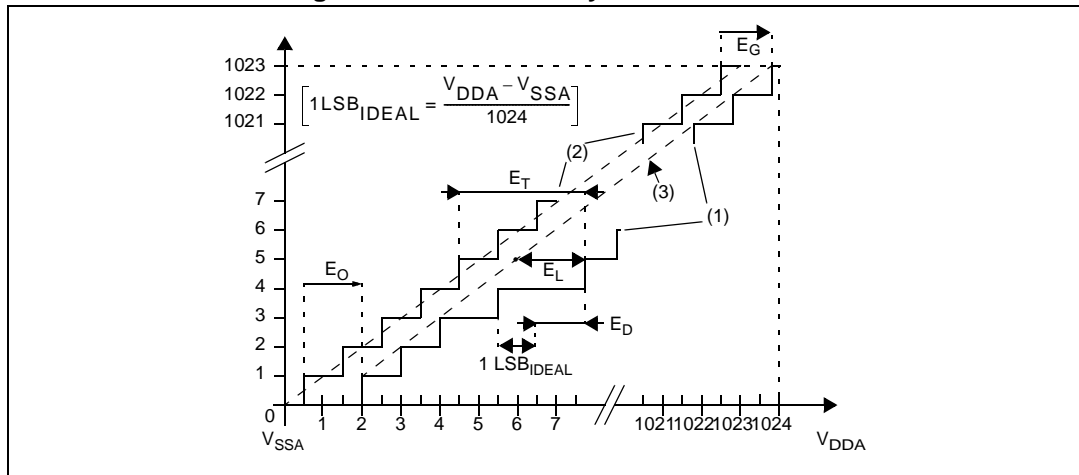 E_G
1023
1022
1021
[1LSB_IDEAL = (V_DDA – V_SSA) / 1024]
(2)
(3)
(1)
E_T
7
6
5
4
3
2
1
0
E_O
E_L
E_D
1 LSB_IDEAL
1 2 3 4 5 6 7 1021 1022 1023 1024
V_SSA
V_DDA